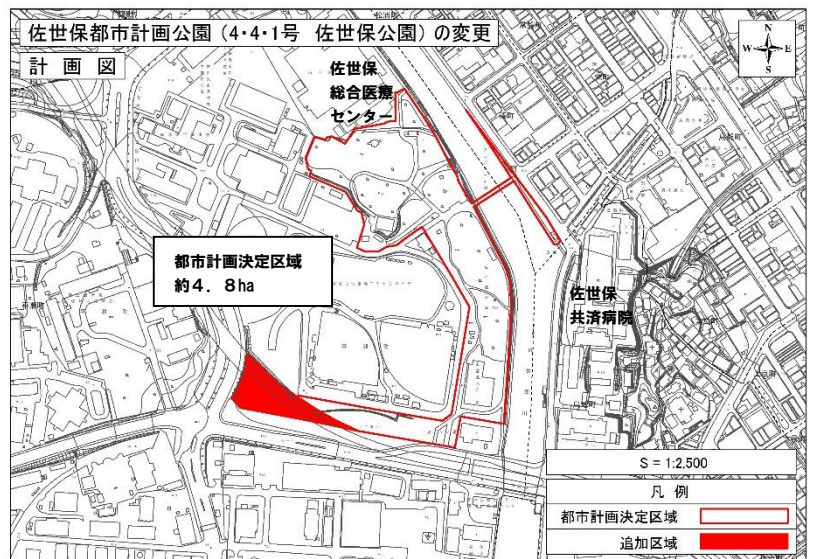 佐世保都市計画公園（4・4・1号　佐世保公園）の変更
計　画　図
N
W E
S
佐世保
総合医療
センター
都市計画決定区域
約4．8ha
佐世保
共済病院
S＝1:2,500
凡　例
都市計画決定区域
追加区域